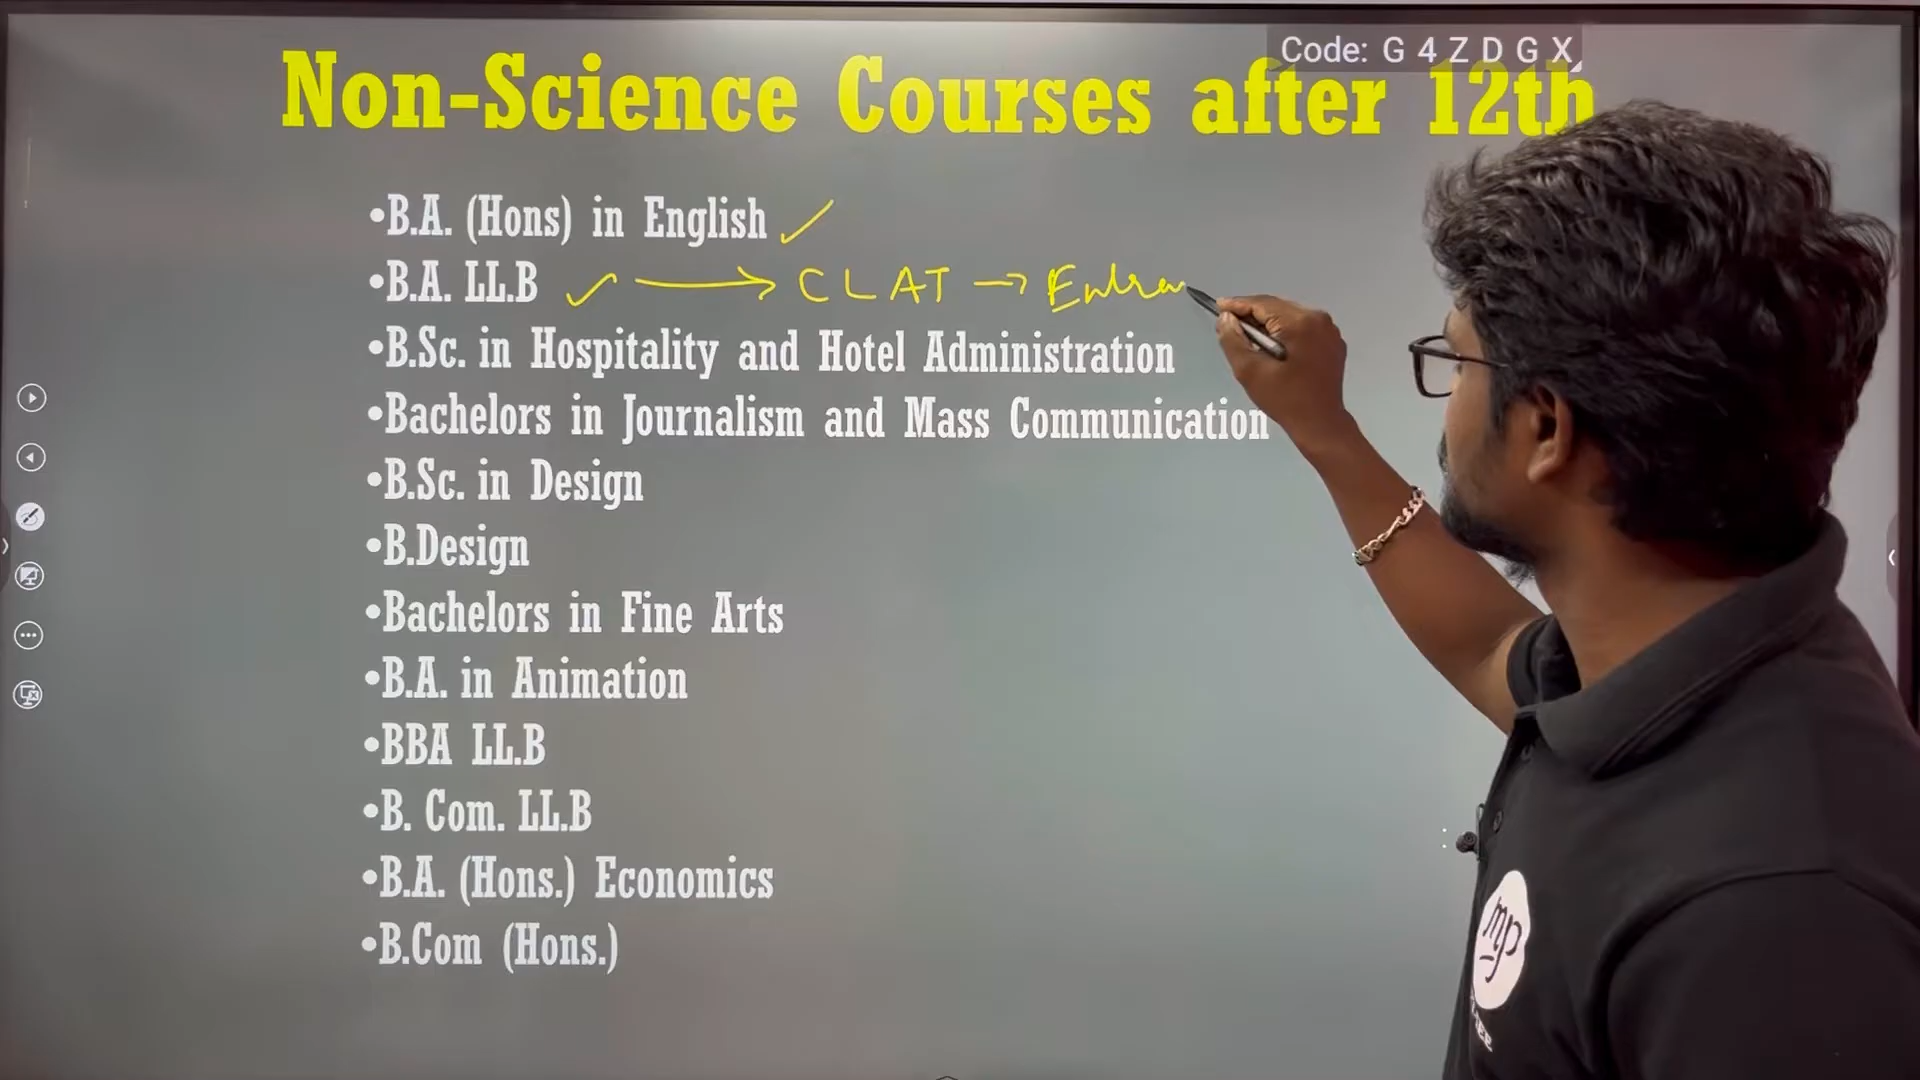 Code: G 4 Z D G X
Non-Science Courses after 12th
•B.A. (Hons) in English ✓
•B.A. LL.B ✓ → CLAT → Entran
•B.Sc. in Hospitality and Hotel Administration
•Bachelors in Journalism and Mass Communication
•B.Sc. in Design
•B.Design
•Bachelors in Fine Arts
•B.A. in Animation
•BBA LL.B
•B. Com. LL.B
•B.A. (Hons.) Economics
•B.Com (Hons.)
mp